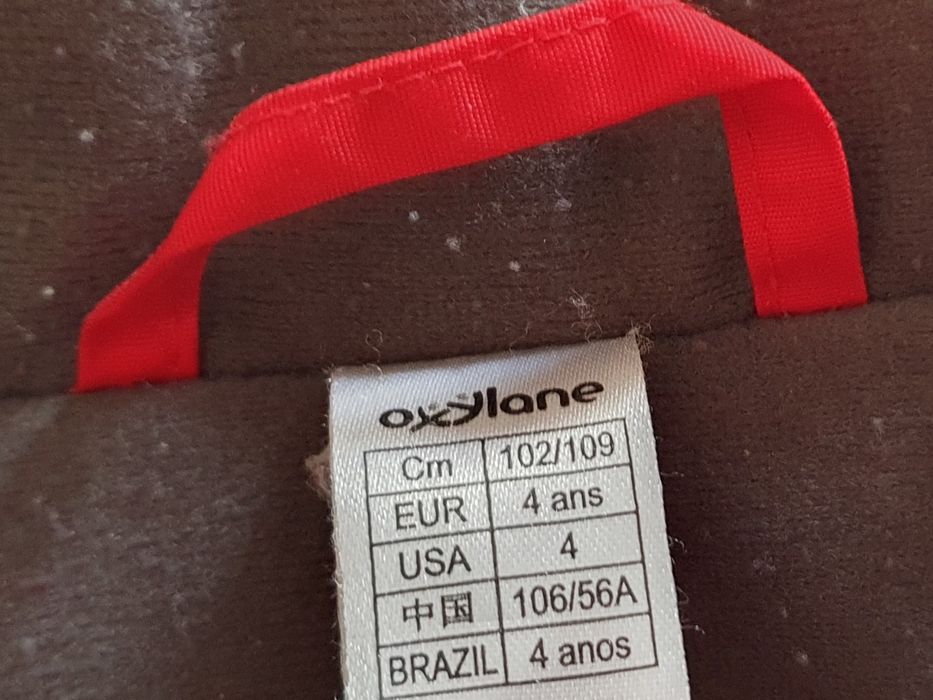 oxylane
Cm 102/109
EUR 4 ans
USA 4
中国 106/56A
BRAZIL 4 anos